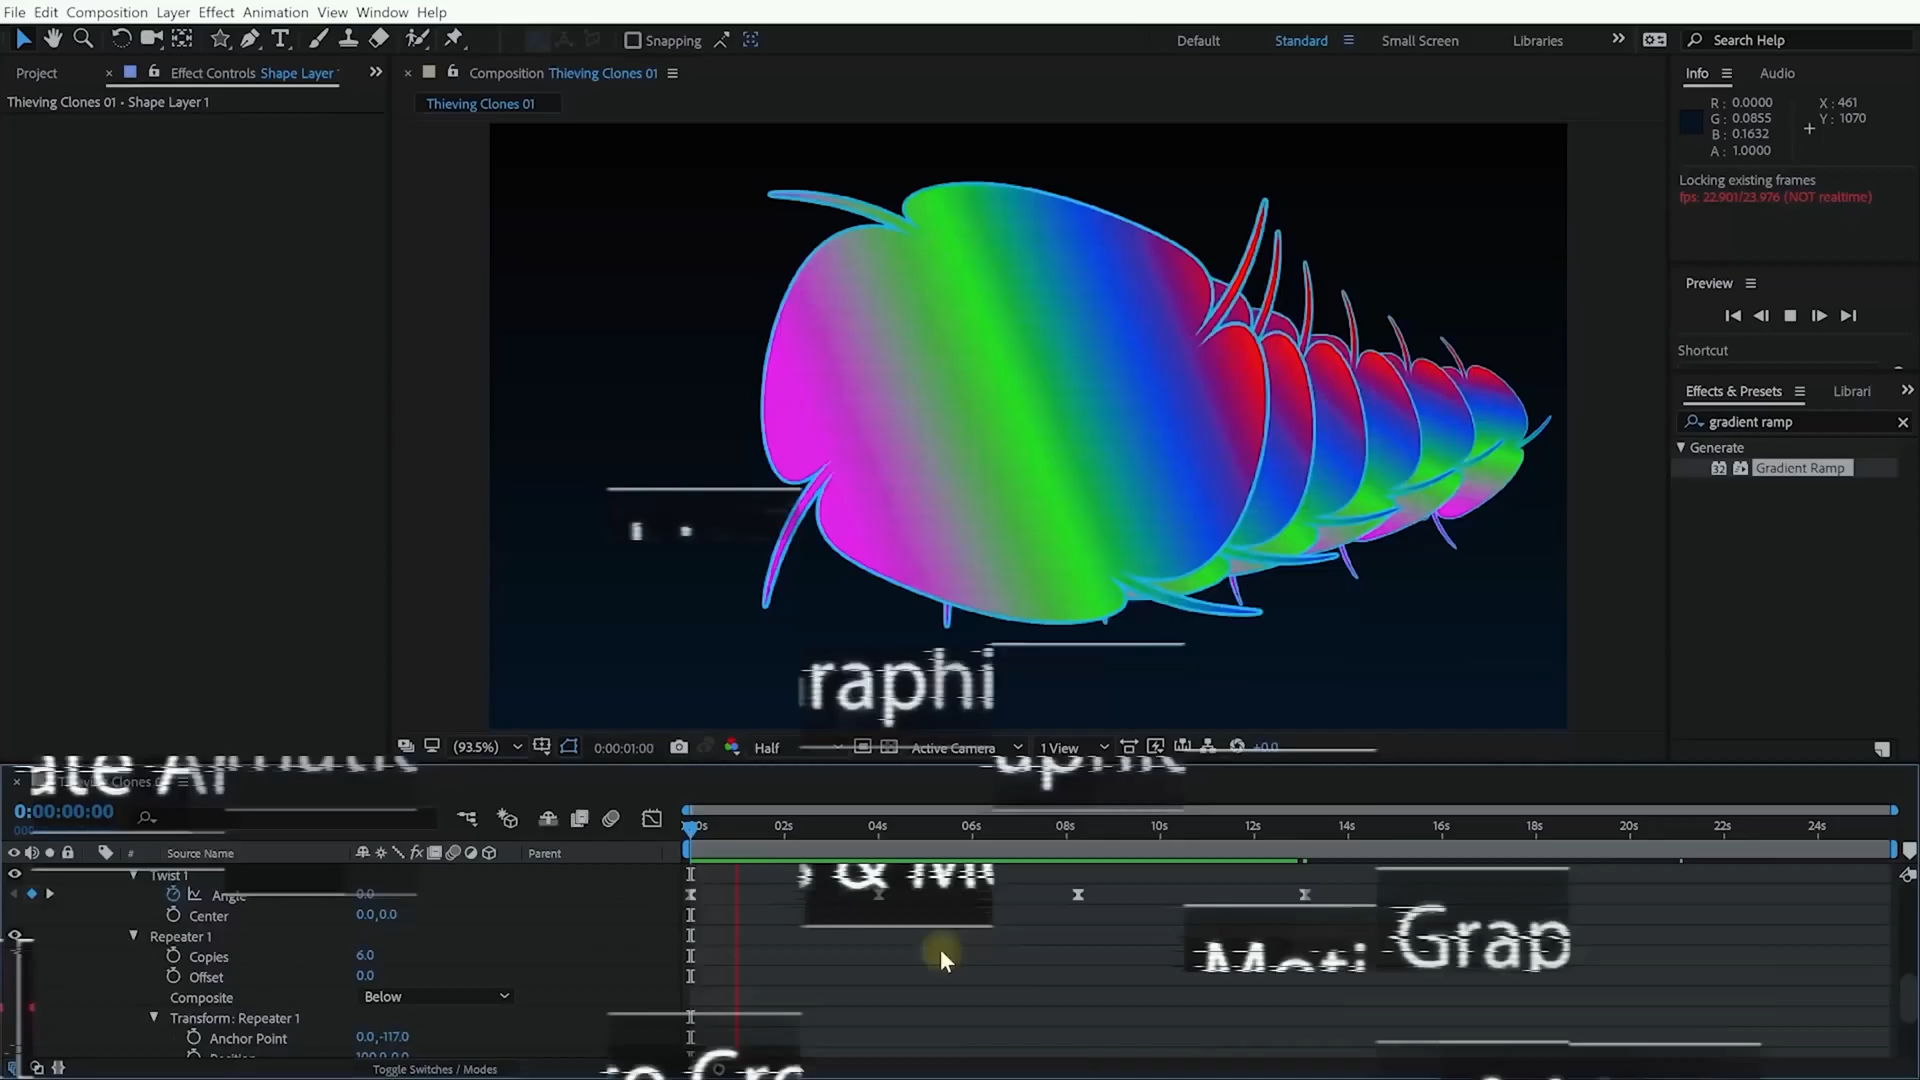 File Edit Composition Layer Effect Animation View Window Help
Snapping
Default Standard Small Screen Libraries
Search Help
Project
Effect Controls Shape Layer
Composition Thieving Clones 01
Info Audio
Thieving Clones 01 • Shape Layer 1
Thieving Clones 01
R: 0.0000 X: 461
G: 0.0855 Y: 1070
B: 0.1632
A: 1.0000
Locking existing frames
fps: 22.901/23.976 (NOT realtime)
Preview
Shortcut
Effects & Presets Librari
gradient ramp
Generate
32 Gradient Ramp
raphi
(93.5%) 0:00:01:00 Half Active Camera 1 View +0.0
0:00:00:00
02s 04s 06s 08s 10s 12s 14s 16s 18s 20s 22s 24s
# Source Name fx Parent
Twist 1
0.0
Center 0.0,0.0
Repeater 1
Copies 6.0
Offset 0.0
Composite Below
Transform: Repeater 1
Anchor Point 0.0,-117.0
Grap
Toggle Switches / Modes